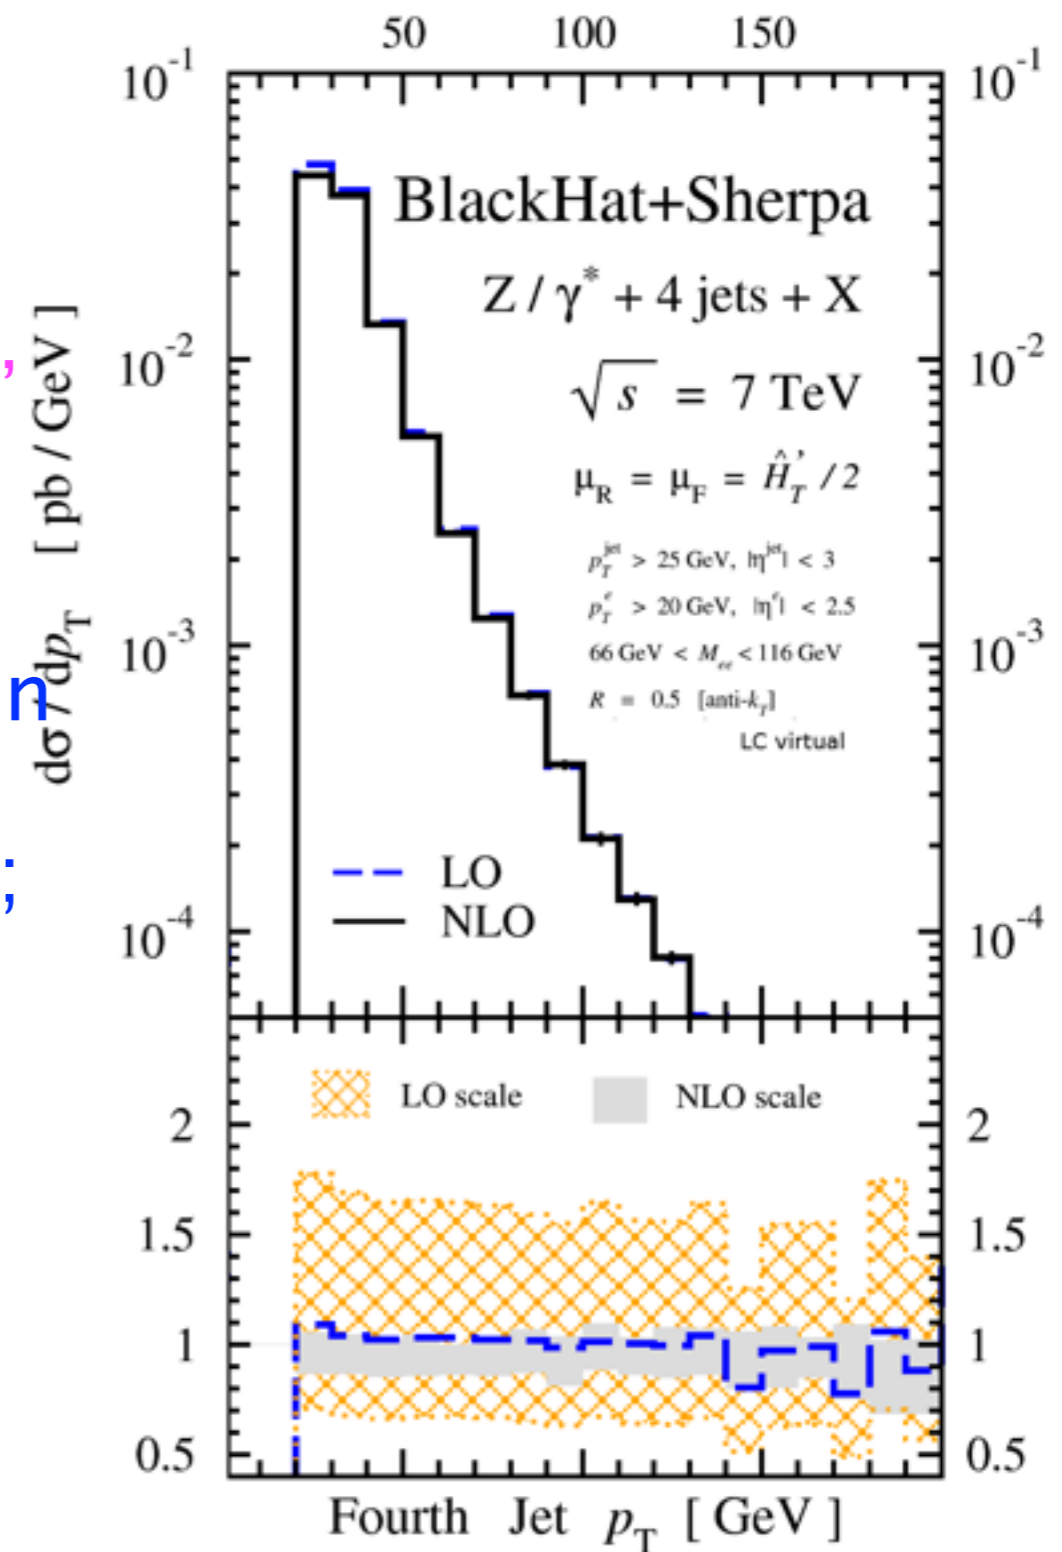 50 100 150
10⁻¹ 10⁻¹
BlackHat+Sherpa
Z / γ* + 4 jets + X
,
10⁻² 10⁻²
√s = 7 TeV
μ_R = μ_F = Ĥ_T' / 2
p_T^jet > 25 GeV, |η^jet| < 3
p_T^e > 20 GeV, |η^e| < 2.5
10⁻³ 10⁻³
66 GeV < M_ee < 116 GeV
R = 0.5 [anti-k_T]
n
LC virtual
dσ / dp_T [ pb / GeV ]
;
LO
NLO
10⁻⁴ 10⁻⁴
LO scale NLO scale
2 2
1.5 1.5
1 1
0.5 0.5
Fourth Jet p_T [ GeV ]